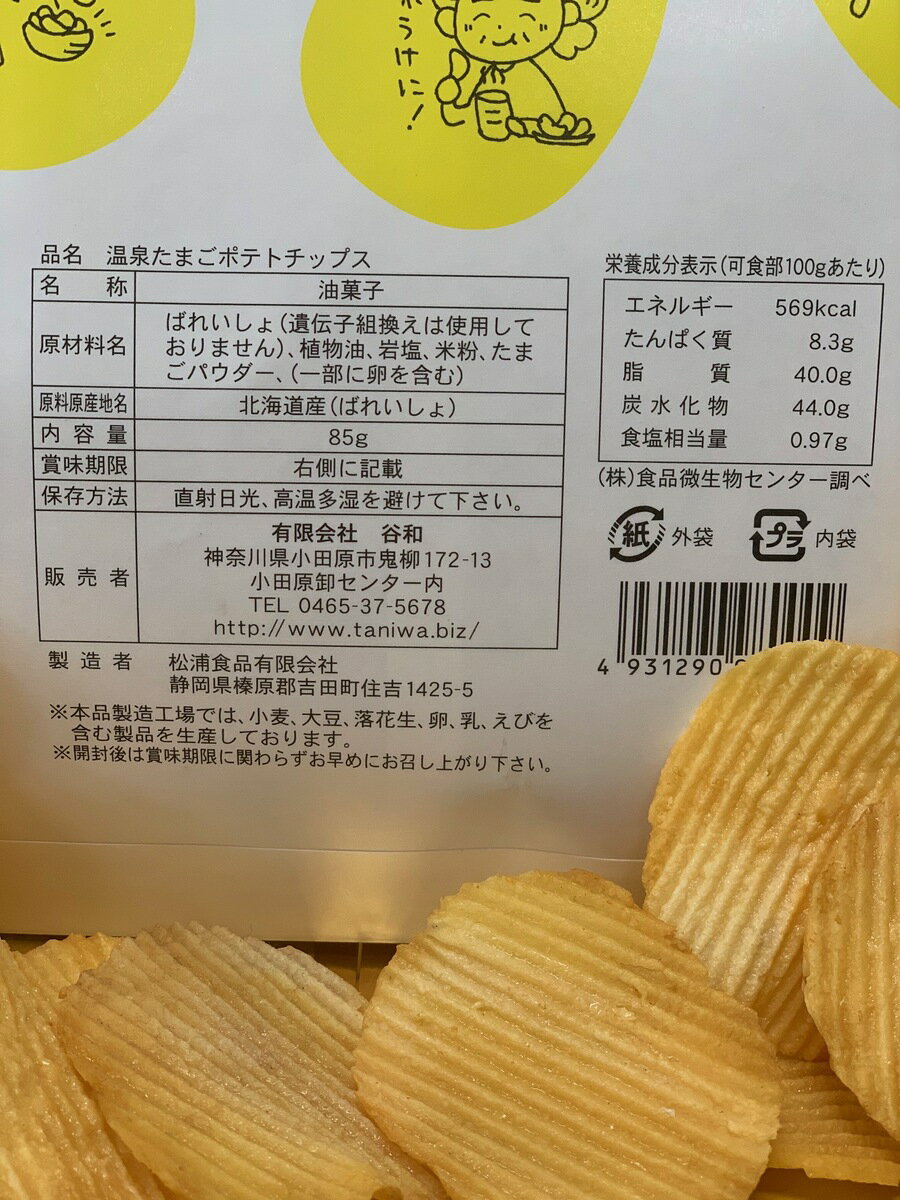 うけに!
品名 温泉たまごポテトチップス
名称 油菓子
原材料名 ばれいしょ(遺伝子組換えは使用して
おりません)、植物油、岩塩、米粉、たま
ごパウダー、(一部に卵を含む)
原料原産地名 北海道産(ばれいしょ)
内容量 85g
賞味期限 右側に記載
保存方法 直射日光、高温多湿を避けて下さい。
販売者 有限会社 谷和
神奈川県小田原市鬼柳172-13
小田原卸センター内
TEL 0465-37-5678
http://www.taniwa.biz/
製造者 松浦食品有限会社
静岡県榛原郡吉田町住吉1425-5
※本品製造工場では、小麦、大豆、落花生、卵、乳、えびを
含む製品を生産しております。
※開封後は賞味期限に関わらずお早めにお召し上がり下さい。
栄養成分表示(可食部100gあたり)
エネルギー 569kcal
たんぱく質 8.3g
脂質 40.0g
炭水化物 44.0g
食塩相当量 0.97g
(株)食品微生物センター調べ
紙 外袋 プラ 内袋
4 931290